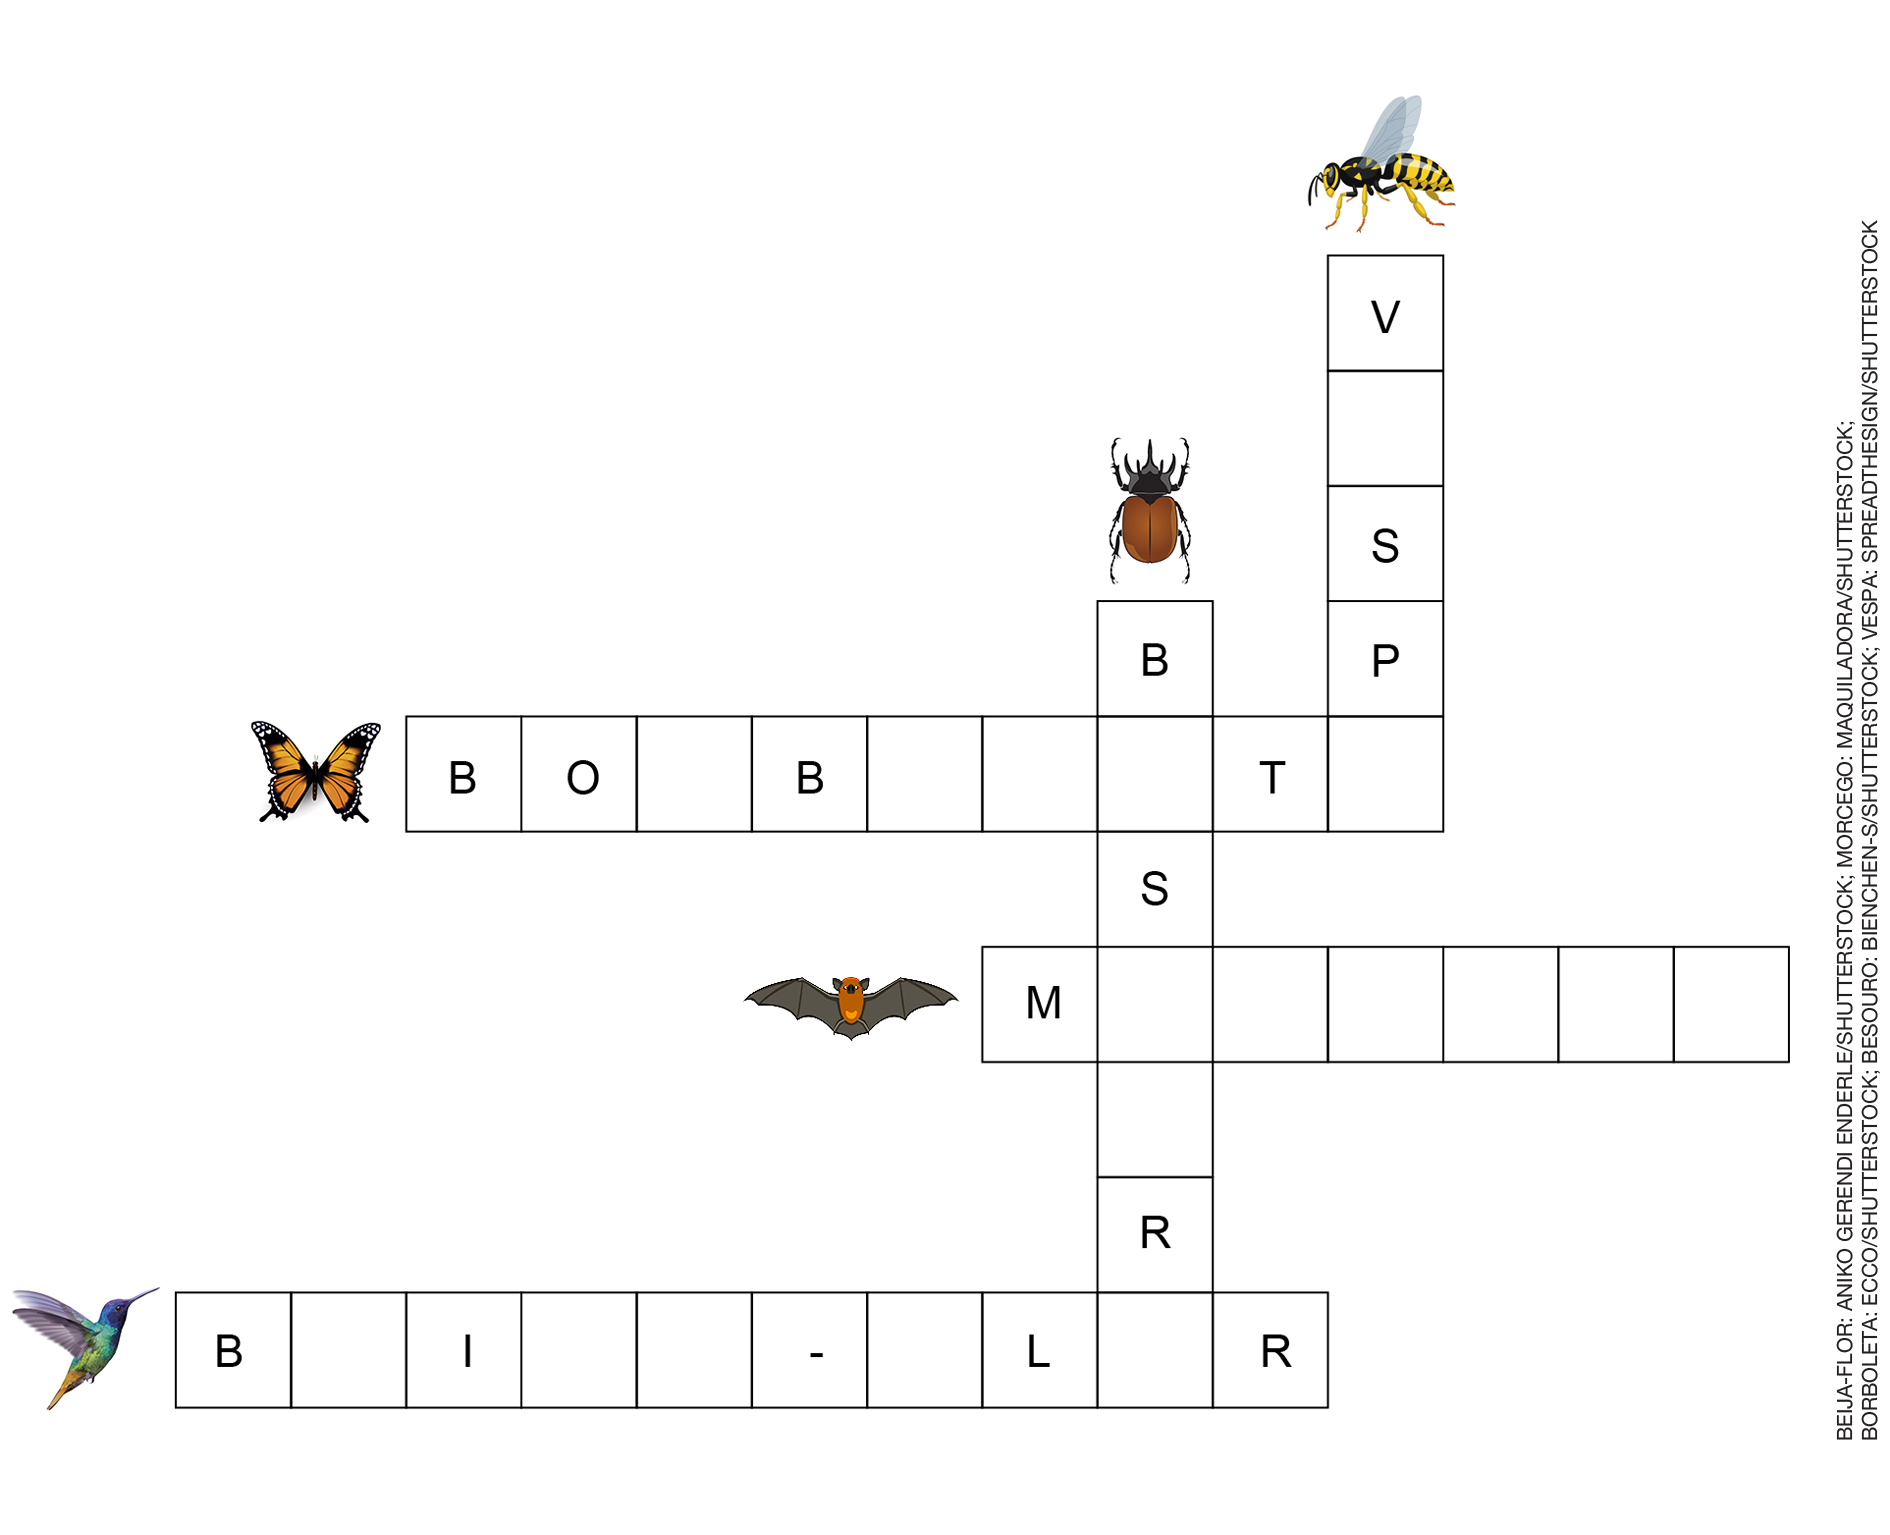 V
S
B P
B O B T
S
M
R
B I - L R
BEIJA-FLOR: ANIKO GERENDI ENDERLE/SHUTTERSTOCK; MORCEGO: MAQUILADORA/SHUTTERSTOCK;
BORBOLETA: ECCO/SHUTTERSTOCK; BESOURO: BIENCHEN-S/SHUTTERSTOCK; VESPA: SPREADTHESIGN/SHUTTERSTOCK